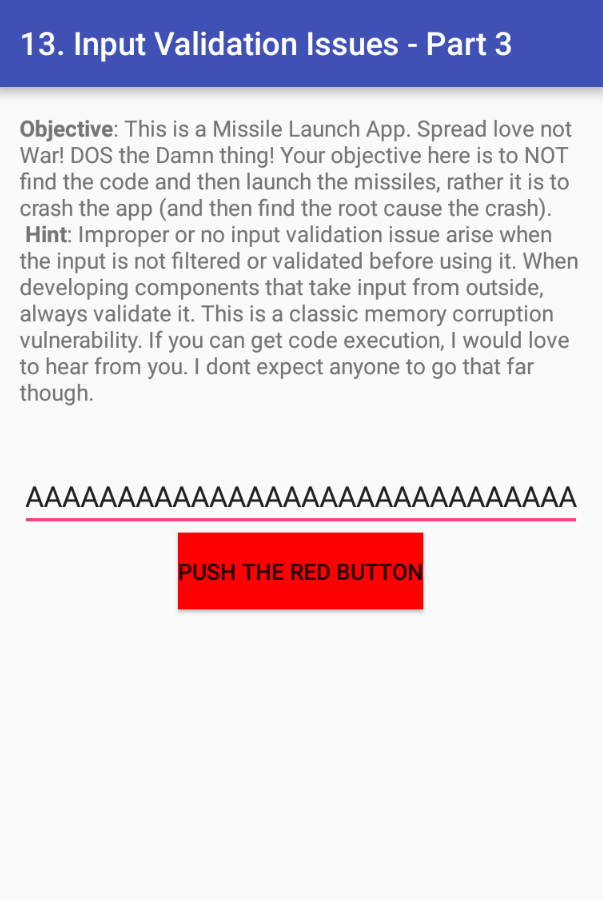 13. Input Validation Issues - Part 3
Objective: This is a Missile Launch App. Spread love not
War! DOS the Damn thing! Your objective here is to NOT
find the code and then launch the missiles, rather it is to
crash the app (and then find the root cause the crash).
Hint: Improper or no input validation issue arise when
the input is not filtered or validated before using it. When
developing components that take input from outside,
always validate it. This is a classic memory corruption
vulnerability. If you can get code execution, I would love
to hear from you. I dont expect anyone to go that far
though.
AAAAAAAAAAAAAAAAAAAAAAAAAAAAAA
PUSH THE RED BUTTON